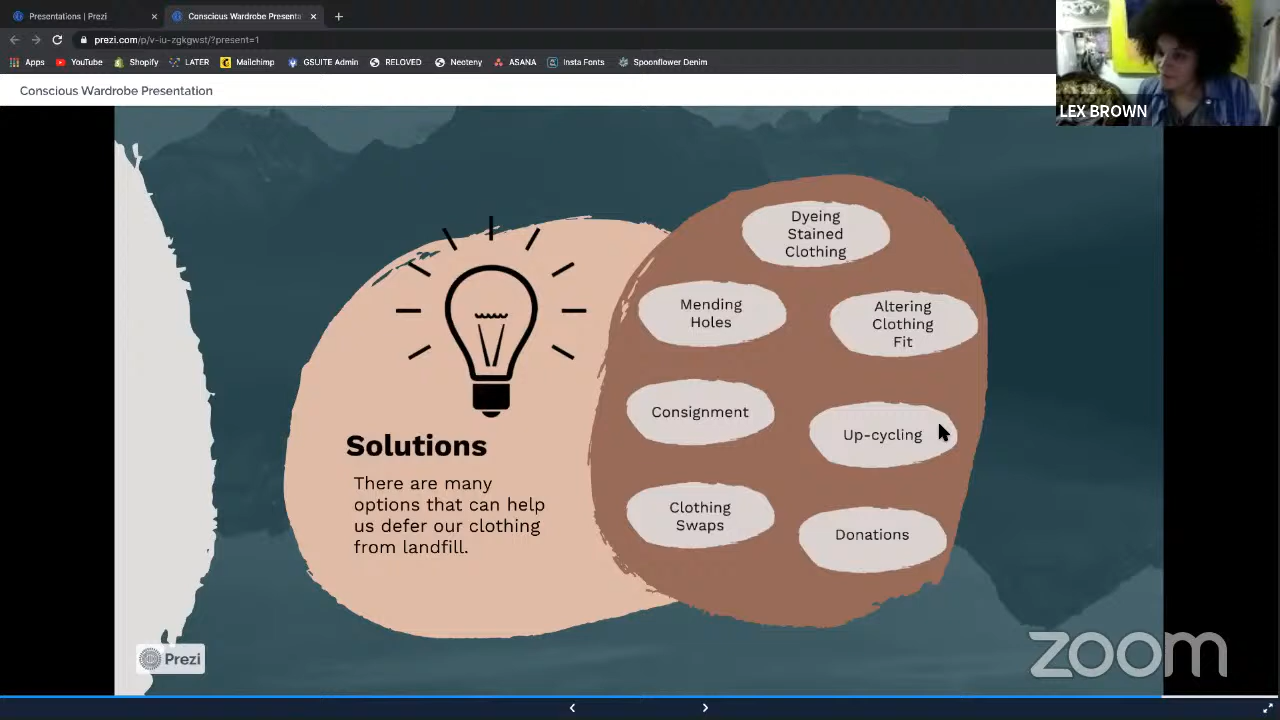 Presentations | Prezi
Conscious Wardrobe Presenta
prezi.com/p/v-iu-zgkgwst/?present=1
Apps YouTube Shopify LATER Mailchimp GSUITE Admin RELOVED Neoteny ASANA Insta Fonts Spoonflower Denim
Conscious Wardrobe Presentation
LEX BROWN
Dyeing
Stained
Clothing
Mending
Holes
Altering
Clothing
Fit
Consignment
Up-cycling
Clothing
Swaps
Donations
Solutions
There are many
options that can help
us defer our clothing
from landfill.
Prezi
zoom